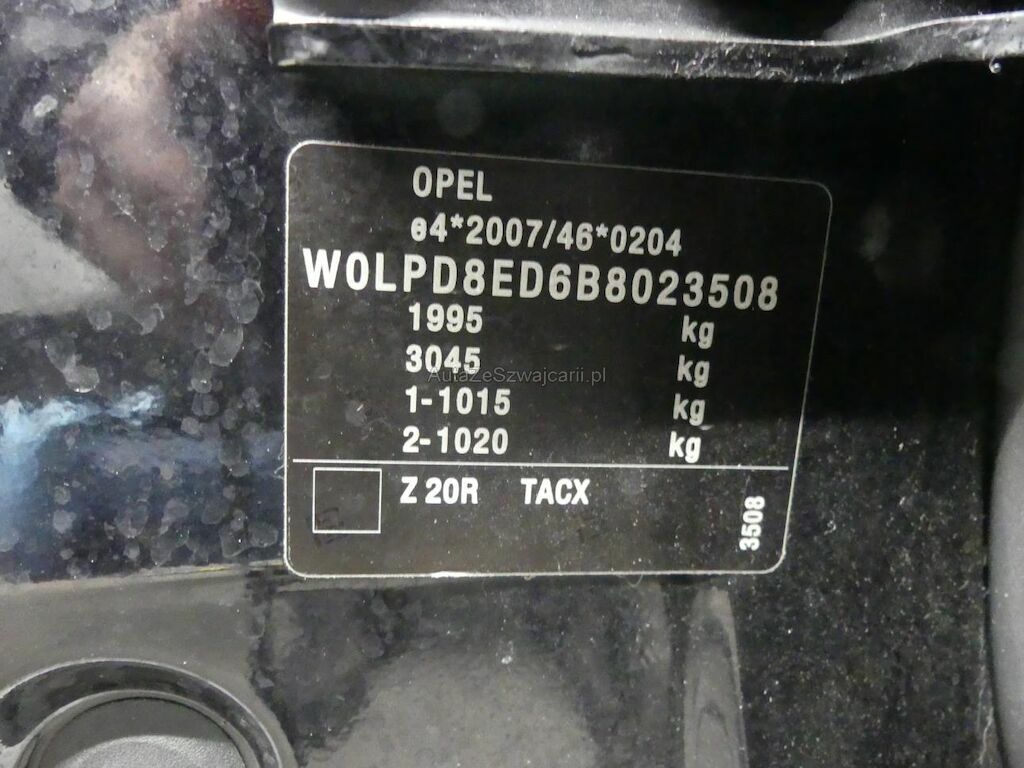 OPEL
e4*2007/46*0204
W0LPD8ED6B8023508
1995 kg
3045 kg
AutaZeSzwajcarii.pl
1-1015 kg
2-1020 kg
Z 20R TACX
3508